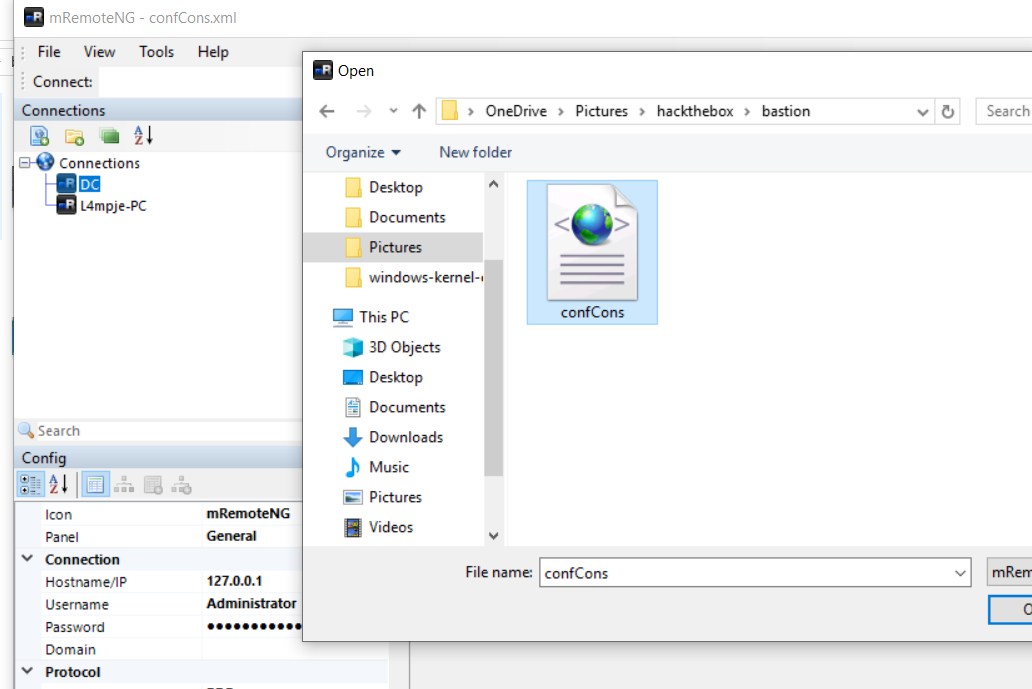 mRemoteNG - confCons.xml
File View Tools Help
Connect:
Connections
Connections
DC
L4mpje-PC
Search
Config
Icon mRemoteNG
Panel General
Connection
Hostname/IP 127.0.0.1
Username Administrator
Password ●●●●●●●●●●●
Domain
Protocol
Open
OneDrive › Pictures › hackthebox › bastion
Search
Organize New folder
Desktop
Documents
Pictures
windows-kernel-
This PC
3D Objects
Desktop
Documents
Downloads
Music
Pictures
Videos
confCons
File name: confCons
mRem